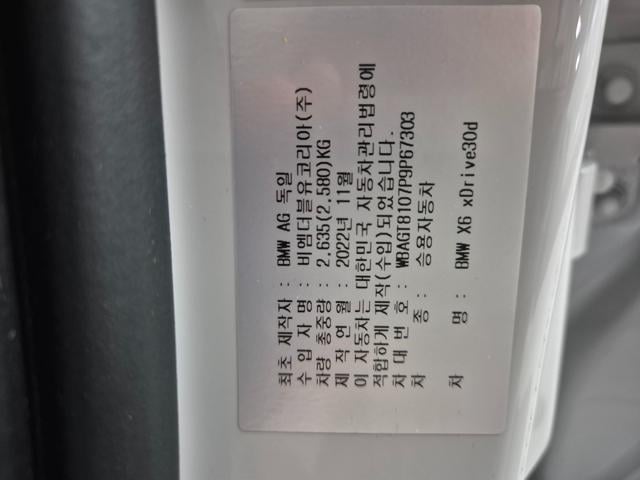 최초 제작자 : BMW AG 독일
수 입 자 명 : 비엠더블유코리아(주)
차량 총중량 : 2,635(2,580)KG
제 작 연 월 : 2022년 11월
이 자동차는 대한민국 자동차관리법령에
적합하게 제작(수입)되었습니다.
차 대 번 호 : WBAGT8107P9P67303
차 종 : 승용자동차
차 명 : BMW X6 xDrive30d